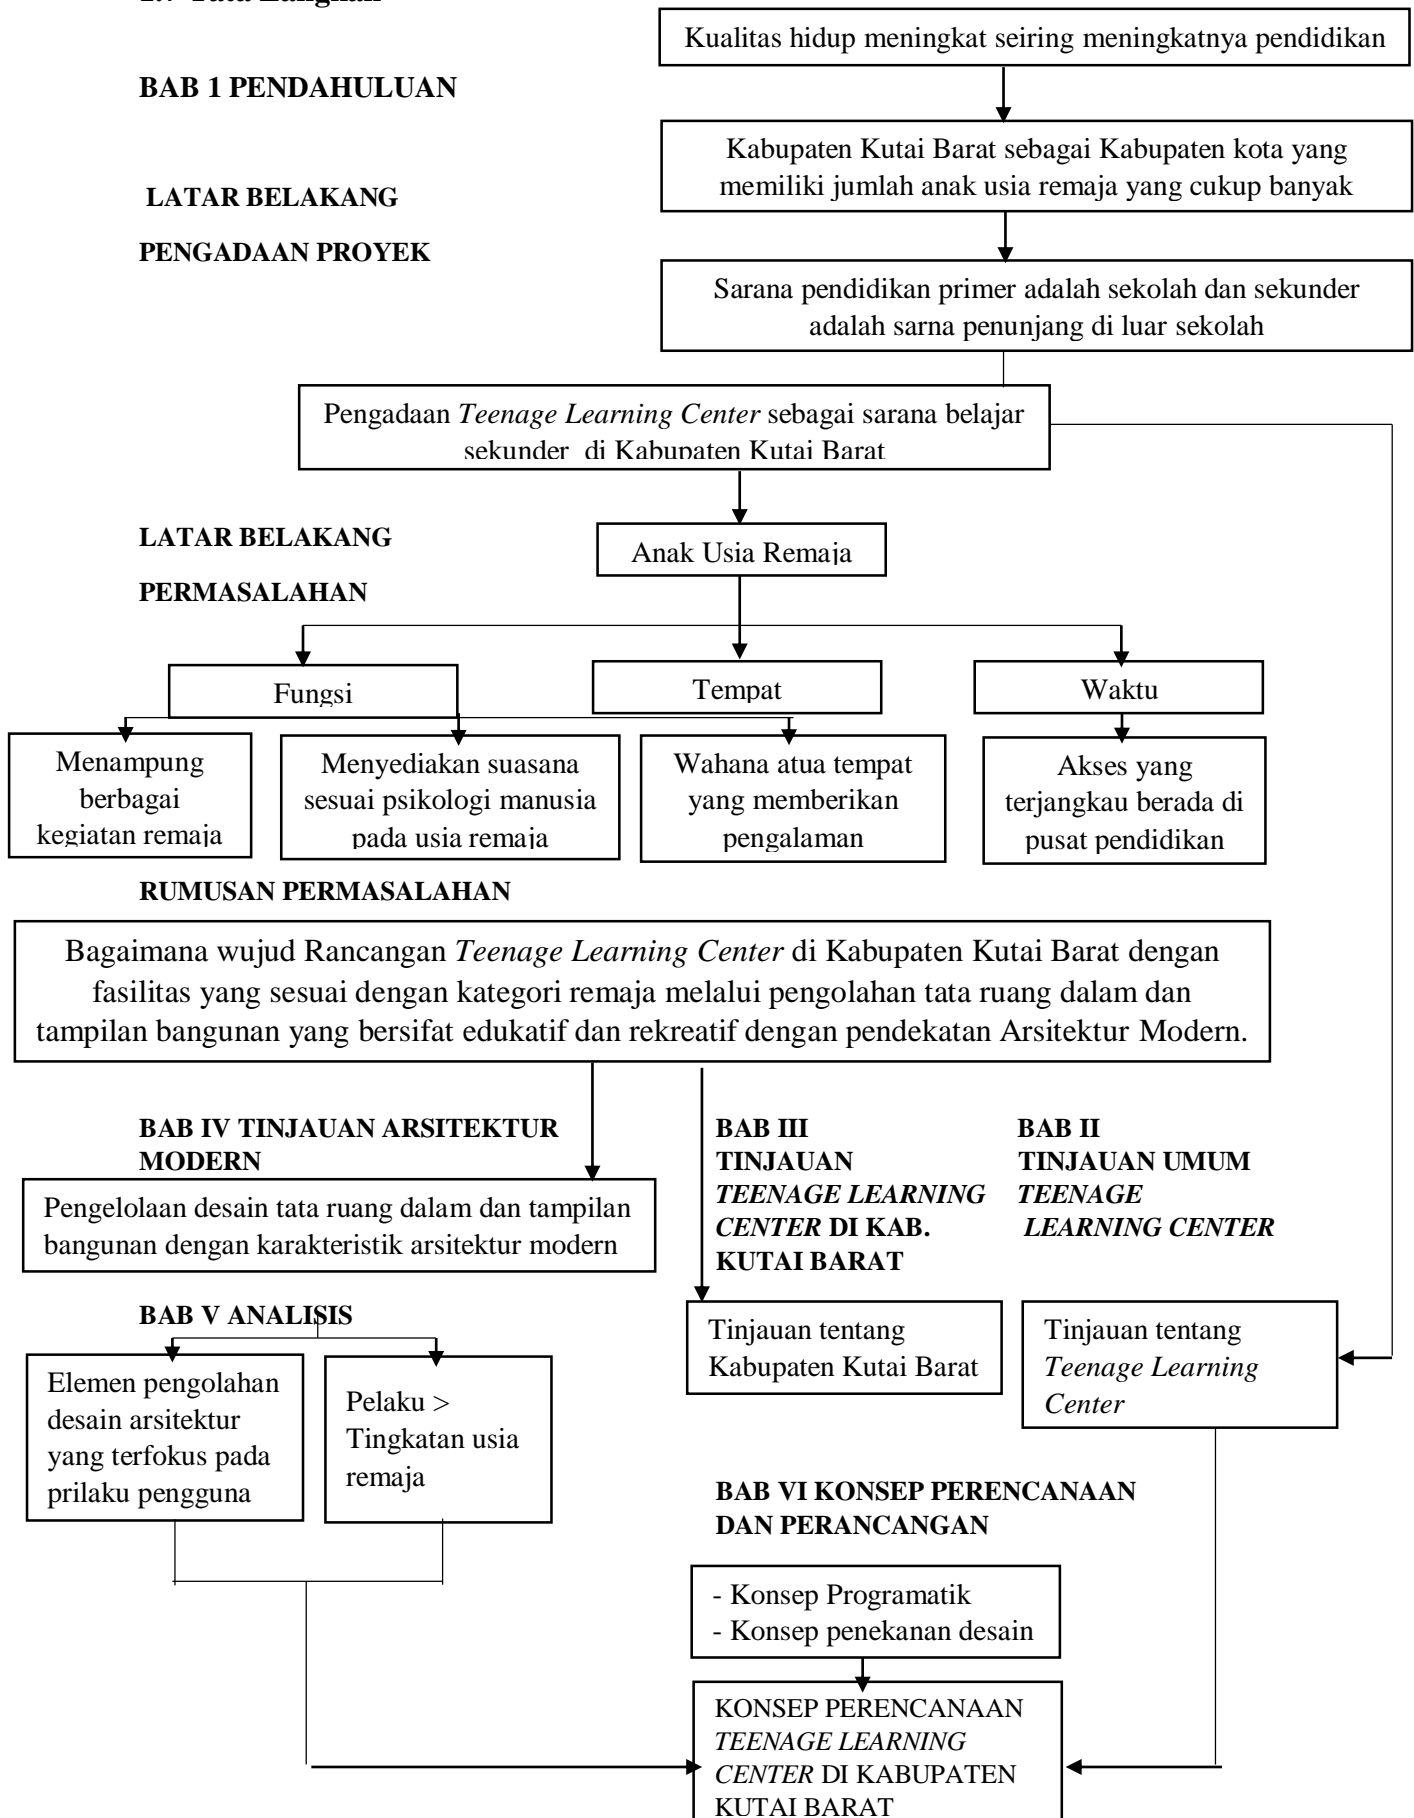 Kualitas hidup meningkat seiring meningkatnya pendidikan
BAB 1 PENDAHULUAN
Kabupaten Kutai Barat sebagai Kabupaten kota yang
memiliki jumlah anak usia remaja yang cukup banyak
LATAR BELAKANG
PENGADAAN PROYEK
Sarana pendidikan primer adalah sekolah dan sekunder
adalah sarna penunjang di luar sekolah
Pengadaan Teenage Learning Center sebagai sarana belajar
sekunder di Kabupaten Kutai Barat
LATAR BELAKANG
PERMASALAHAN
Anak Usia Remaja
Fungsi
Tempat
Waktu
Menampung
berbagai
kegiatan remaja
Menyediakan suasana
sesuai psikologi manusia
pada usia remaja
Wahana atua tempat
yang memberikan
pengalaman
Akses yang
terjangkau berada di
pusat pendidikan
RUMUSAN PERMASALAHAN
Bagaimana wujud Rancangan Teenage Learning Center di Kabupaten Kutai Barat dengan
fasilitas yang sesuai dengan kategori remaja melalui pengolahan tata ruang dalam dan
tampilan bangunan yang bersifat edukatif dan rekreatif dengan pendekatan Arsitektur Modern.
BAB IV TINJAUAN ARSITEKTUR
MODERN
Pengelolaan desain tata ruang dalam dan tampilan
bangunan dengan karakteristik arsitektur modern
BAB III
TINJAUAN
TEENAGE LEARNING
CENTER DI KAB.
KUTAI BARAT
BAB II
TINJAUAN UMUM
TEENAGE
LEARNING CENTER
BAB V ANALISIS
Elemen pengolahan
desain arsitektur
yang terfokus pada
prilaku pengguna
Pelaku >
Tingkatan usia
remaja
Tinjauan tentang
Kabupaten Kutai Barat
Tinjauan tentang
Teenage Learning
Center
BAB VI KONSEP PERENCANAAN
DAN PERANCANGAN
- Konsep Programatik
- Konsep penekanan desain
KONSEP PERENCANAAN
TEENAGE LEARNING
CENTER DI KABUPATEN
KUTAI BARAT